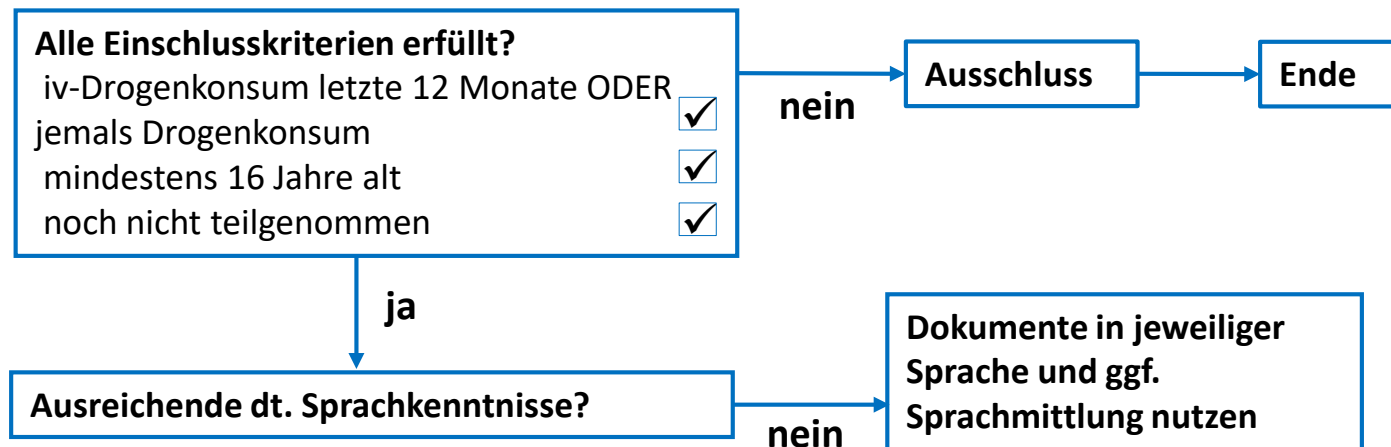 Alle Einschlusskriterien erfüllt?
iv-Drogenkonsum letzte 12 Monate ODER
jemals Drogenkonsum
mindestens 16 Jahre alt
noch nicht teilgenommen
nein
Ausschluss
Ende
ja
Ausreichende dt. Sprachkenntnisse?
nein
Dokumente in jeweiliger
Sprache und ggf.
Sprachmittlung nutzen